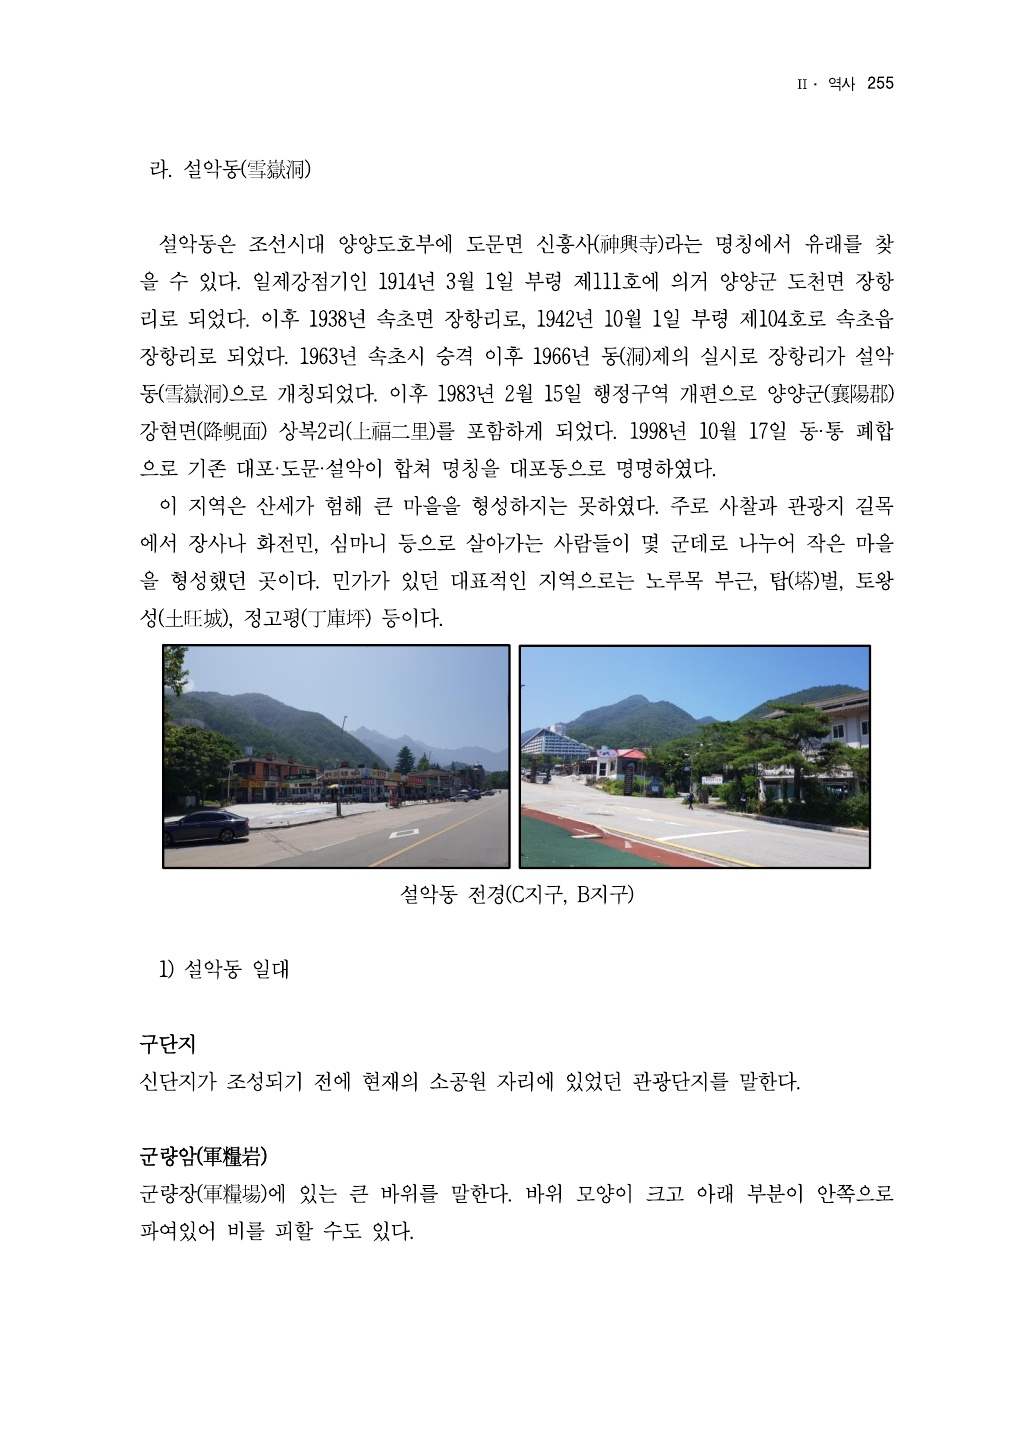 II · 역사 255
라. 설악동(雪嶽洞)
설악동은 조선시대 양양도호부에 도문면 신흥사(神興寺)라는 명칭에서 유래를 찾
을 수 있다. 일제강점기인 1914년 3월 1일 부령 제111호에 의거 양양군 도천면 장항
리로 되었다. 이후 1938년 속초면 장항리로, 1942년 10월 1일 부령 제104호로 속초읍
장항리로 되었다. 1963년 속초시 승격 이후 1966년 동(洞)제의 실시로 장항리가 설악
동(雪嶽洞)으로 개칭되었다. 이후 1983년 2월 15일 행정구역 개편으로 양양군(襄陽郡)
강현면(降峴面) 상복2리(上福二里)를 포함하게 되었다. 1998년 10월 17일 동·통 폐합
으로 기존 대포·도문·설악이 합쳐 명칭을 대포동으로 명명하였다.
이 지역은 산세가 험해 큰 마을을 형성하지는 못하였다. 주로 사찰과 관광지 길목
에서 장사나 화전민, 심마니 등으로 살아가는 사람들이 몇 군데로 나누어 작은 마을
을 형성했던 곳이다. 민가가 있던 대표적인 지역으로는 노루목 부근, 탑(塔)벌, 토왕
성(土旺城), 정고평(丁庫坪) 등이다.
설악동 전경(C지구, B지구)
1) 설악동 일대
구단지
신단지가 조성되기 전에 현재의 소공원 자리에 있었던 관광단지를 말한다.
군량암(軍糧岩)
군량장(軍糧場)에 있는 큰 바위를 말한다. 바위 모양이 크고 아래 부분이 안쪽으로
파여있어 비를 피할 수도 있다.